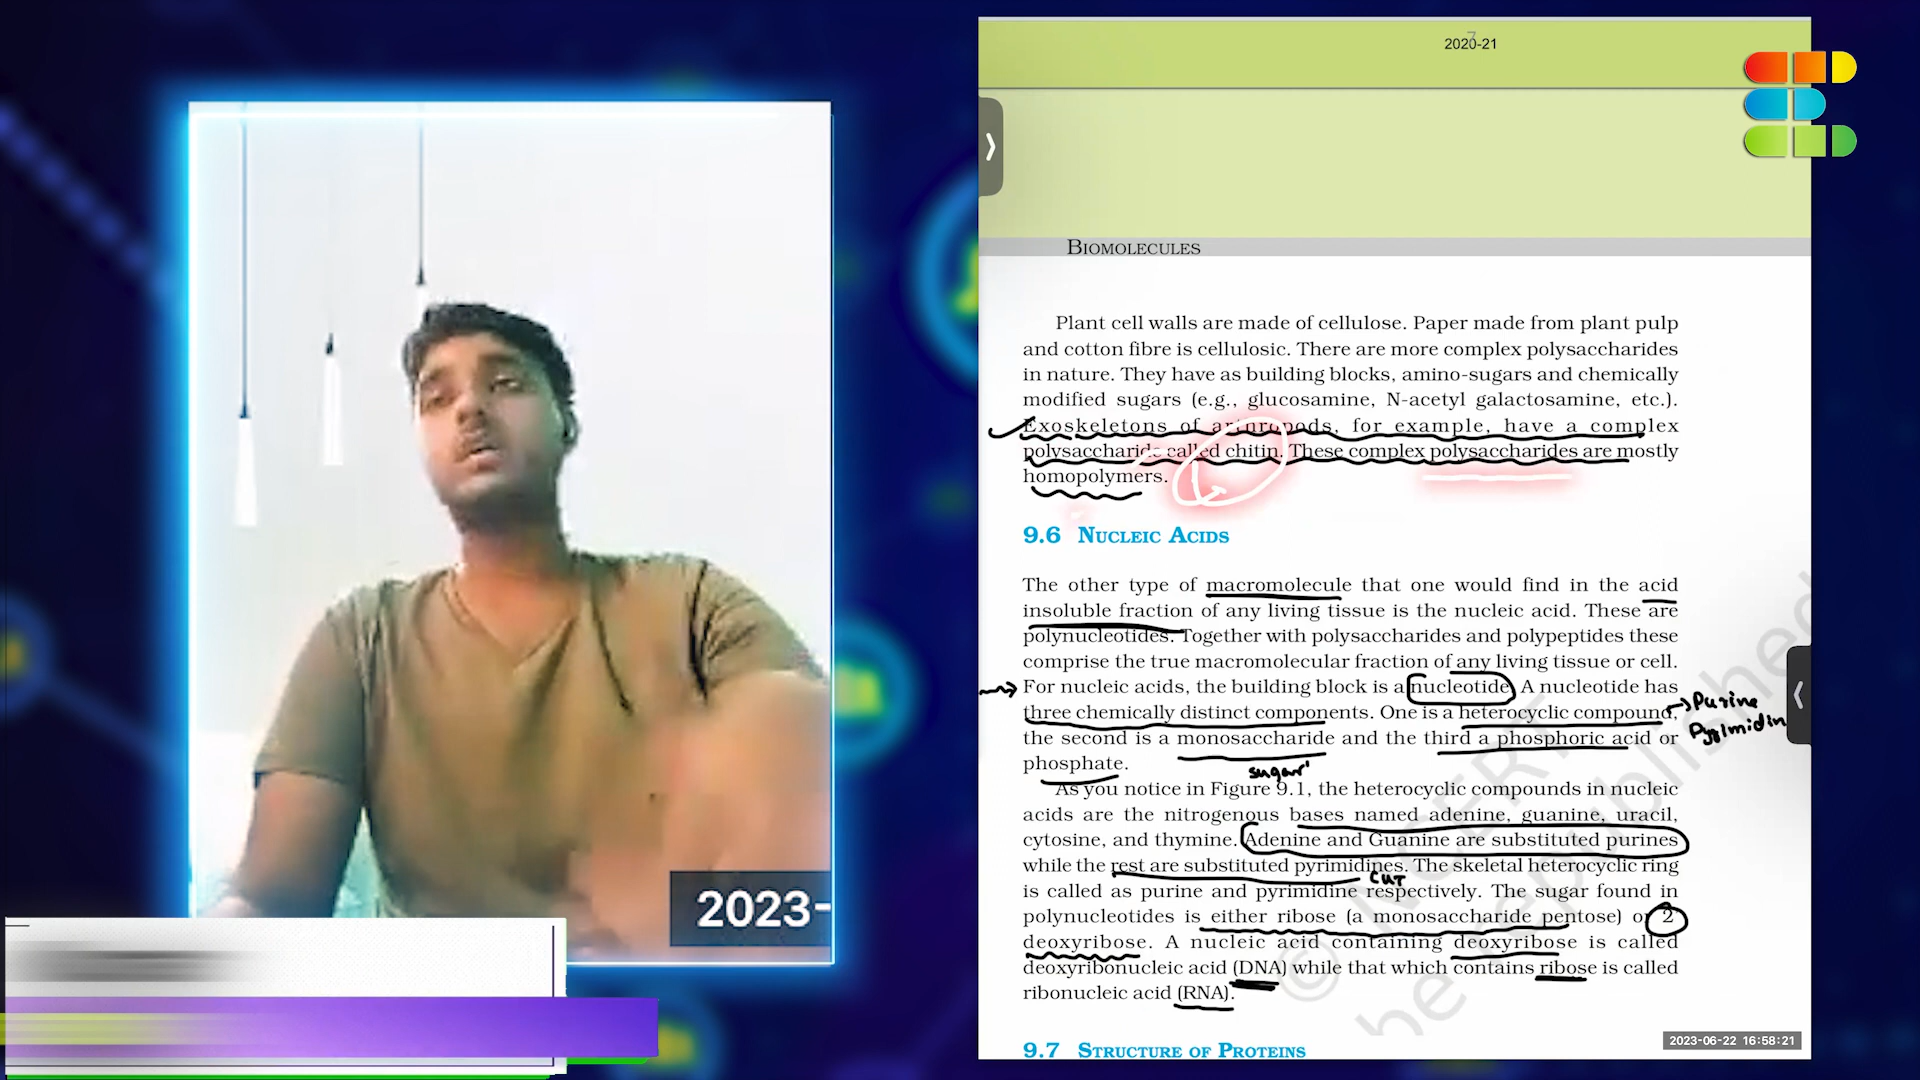 2020-21
7
BIOMOLECULES
Plant cell walls are made of cellulose. Paper made from plant pulp
and cotton fibre is cellulosic. There are more complex polysaccharides
in nature. They have as building blocks, amino-sugars and chemically
modified sugars (e.g., glucosamine, N-acetyl galactosamine, etc.).
Exoskeletons of arthropods, for example, have a complex
polysaccharide called chitin. These complex polysaccharides are mostly
homopolymers.
9.6 NUCLEIC ACIDS
The other type of macromolecule that one would find in the acid
insoluble fraction of any living tissue is the nucleic acid. These are
polynucleotides. Together with polysaccharides and polypeptides these
comprise the true macromolecular fraction of any living tissue or cell.
For nucleic acids, the building block is a nucleotide. A nucleotide has
three chemically distinct components. One is a heterocyclic compound,
Purine
Pyrimidin
the second is a monosaccharide and the third a phosphoric acid or
phosphate.
sugar
As you notice in Figure 9.1, the heterocyclic compounds in nucleic
acids are the nitrogenous bases named adenine, guanine, uracil,
cytosine, and thymine. Adenine and Guanine are substituted purines
while the rest are substituted pyrimidines. The skeletal heterocyclic ring
CUT
is called as purine and pyrimidine respectively. The sugar found in
polynucleotides is either ribose (a monosaccharide pentose) or 2
deoxyribose. A nucleic acid containing deoxyribose is called
deoxyribonucleic acid (DNA) while that which contains ribose is called
ribonucleic acid (RNA).
9.7 STRUCTURE OF PROTEINS
© NCERT
be republished
2023-06-22 16:58:21
2023-